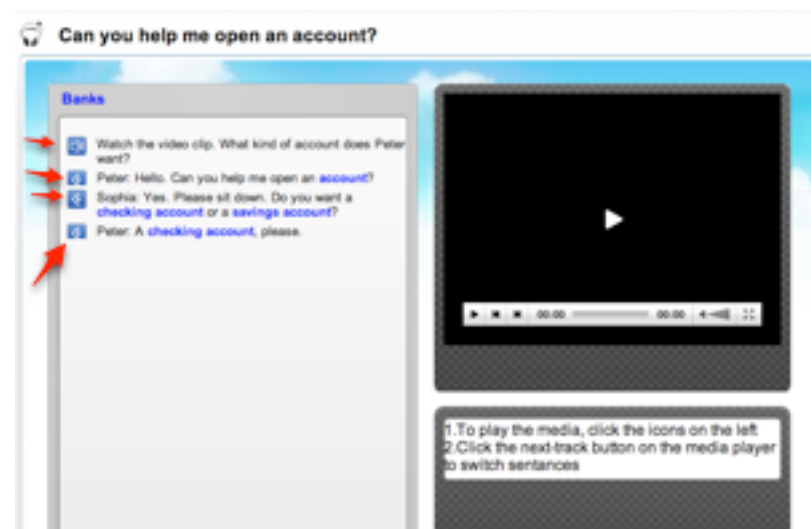 Can you help me open an account?
Banks
Watch the video clip. What kind of account does Peter
want?
Peter: Hello. Can you help me open an account?
Sophia: Yes. Please sit down. Do you want a
checking account or a savings account?
Peter: A checking account, please.
00:00 00:00
1.To play the media, click the icons on the left
2.Click the next-track button on the media player
to switch sentances